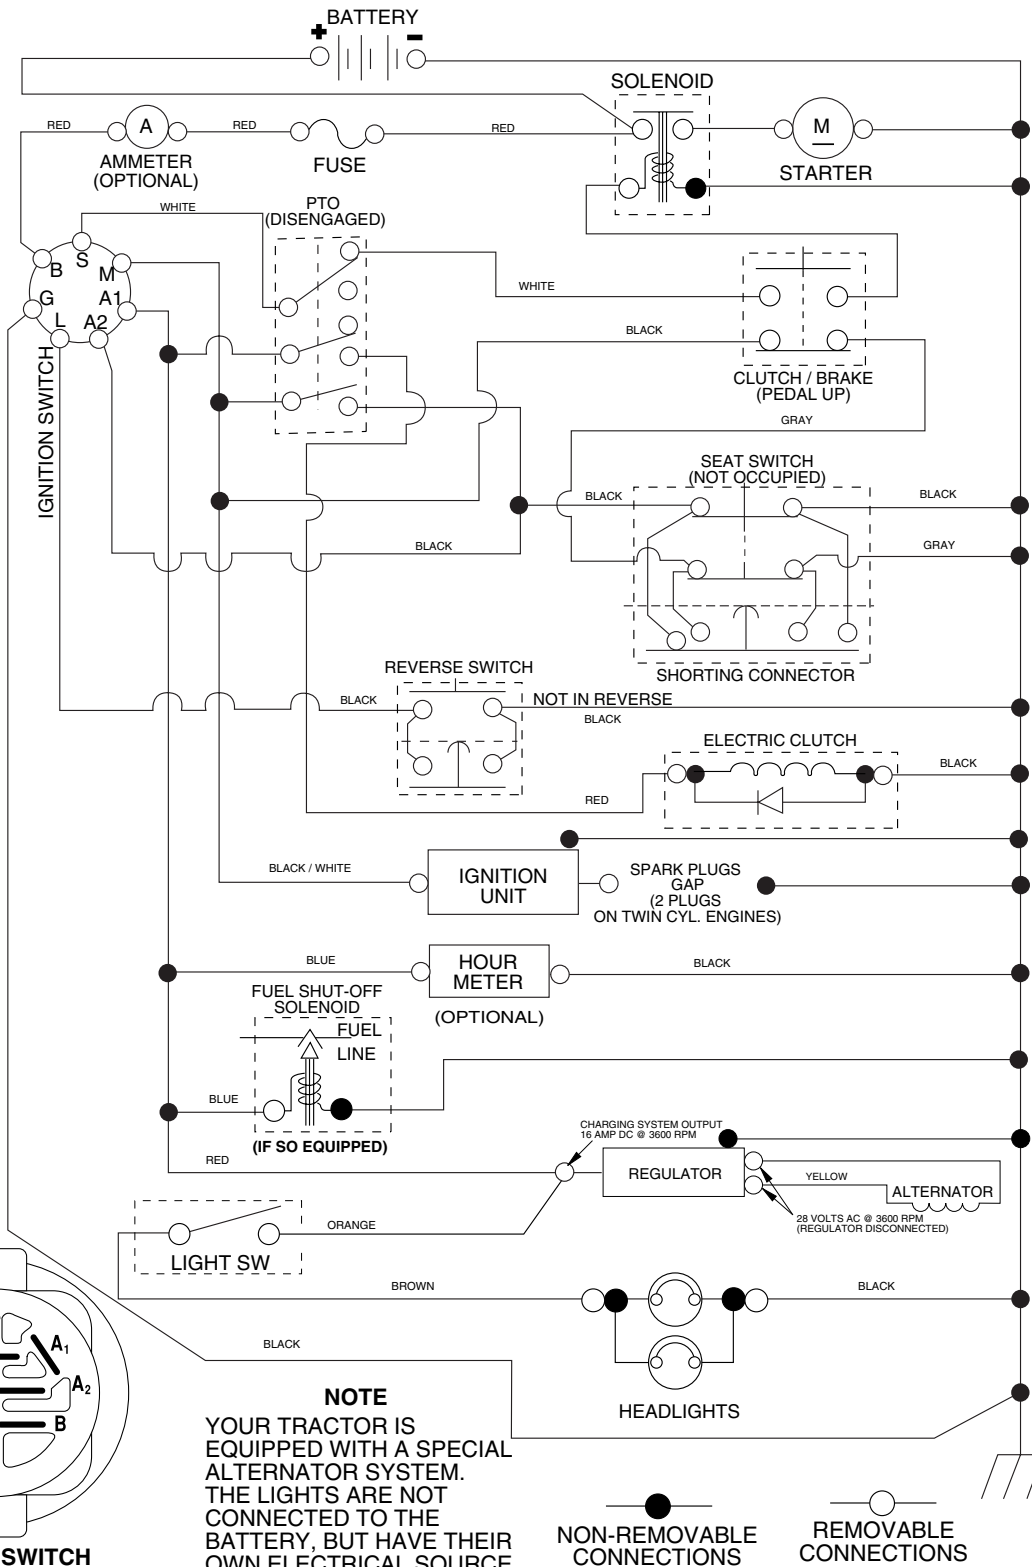 BATTERY
+
-
SOLENOID
RED
A
RED
RED
M
AMMETER
(OPTIONAL)
FUSE
STARTER
WHITE
PTO
(DISENGAGED)
B
S
M
G
A1
L
A2
IGNITION SWITCH
WHITE
BLACK
CLUTCH / BRAKE
(PEDAL UP)
GRAY
SEAT SWITCH
(NOT OCCUPIED)
BLACK
BLACK
BLACK
GRAY
SHORTING CONNECTOR
REVERSE SWITCH
BLACK
NOT IN REVERSE
BLACK
ELECTRIC CLUTCH
BLACK
RED
BLACK / WHITE
IGNITION
UNIT
SPARK PLUGS
GAP
(2 PLUGS
ON TWIN CYL. ENGINES)
BLUE
HOUR
METER
BLACK
(OPTIONAL)
FUEL SHUT-OFF
SOLENOID
FUEL
LINE
BLUE
(IF SO EQUIPPED)
CHARGING SYSTEM OUTPUT
16 AMP DC @ 3600 RPM
RED
REGULATOR
YELLOW
ALTERNATOR
28 VOLTS AC @ 3600 RPM
(REGULATOR DISCONNECTED)
ORANGE
LIGHT SW
BROWN
BLACK
BLACK
HEADLIGHTS
A1
A2
B
SWITCH
NOTE
YOUR TRACTOR IS
EQUIPPED WITH A SPECIAL
ALTERNATOR SYSTEM.
THE LIGHTS ARE NOT
CONNECTED TO THE
BATTERY, BUT HAVE THEIR
OWN ELECTRICAL SOURCE
NON-REMOVABLE
CONNECTIONS
REMOVABLE
CONNECTIONS